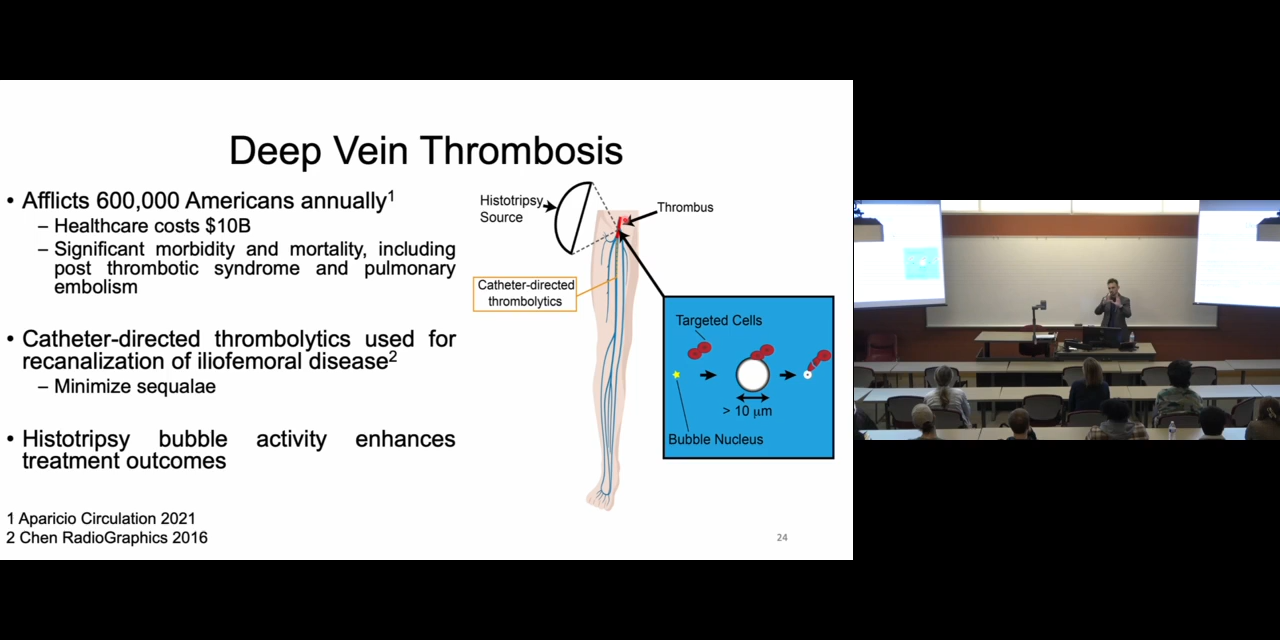 Deep Vein Thrombosis
• Afflicts 600,000 Americans annually1
– Healthcare costs $10B
– Significant morbidity and mortality, including
post thrombotic syndrome and pulmonary
embolism
• Catheter-directed thrombolytics used for
recanalization of iliofemoral disease2
– Minimize sequalae
• Histotripsy bubble activity enhances
treatment outcomes
1 Aparicio Circulation 2021
2 Chen RadioGraphics 2016
Histotripsy
Source
Thrombus
Catheter-directed
thrombolytics
Targeted Cells
> 10 μm
Bubble Nucleus
24